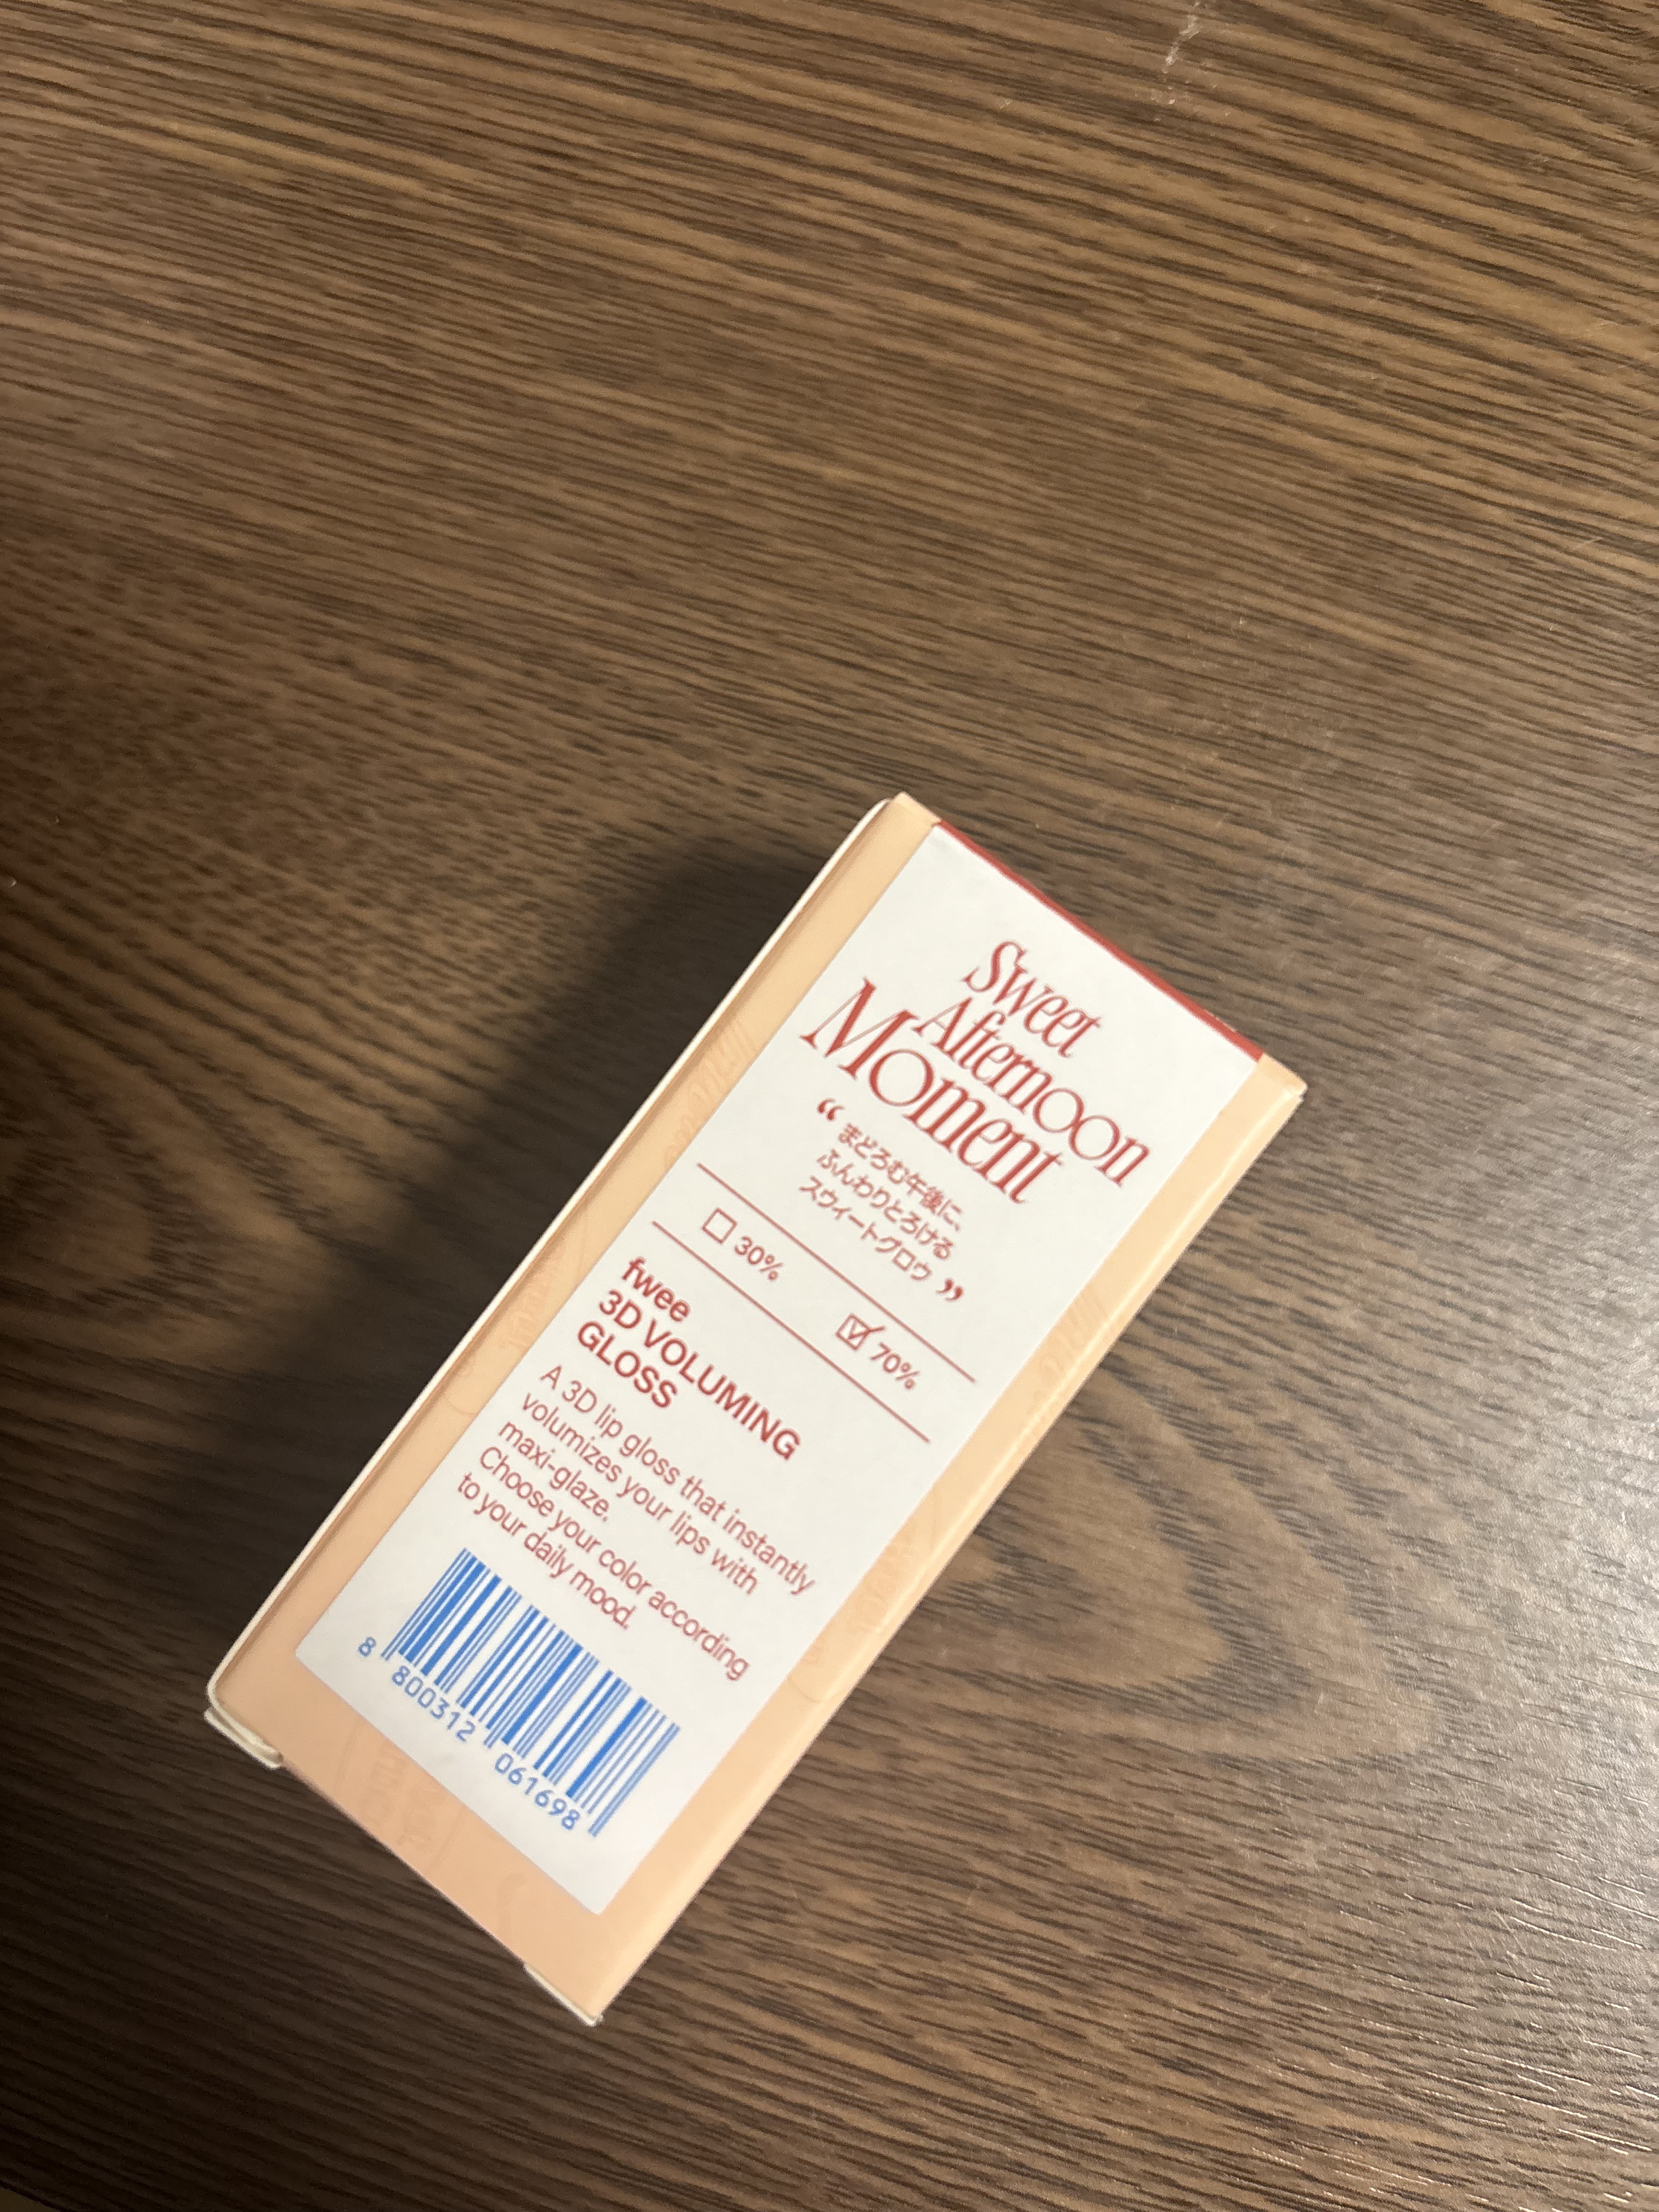 Sweet
Afternoon
Moment
“まどろむ午後に、
ふんわりとろける
スウィートグロウ”
30% 70%
fwee
3D VOLUMING
GLOSS
A 3D lip gloss that instantly
volumizes your lips with
maxi-glaze.
Choose your color according
to your daily mood.
8 800312 061698